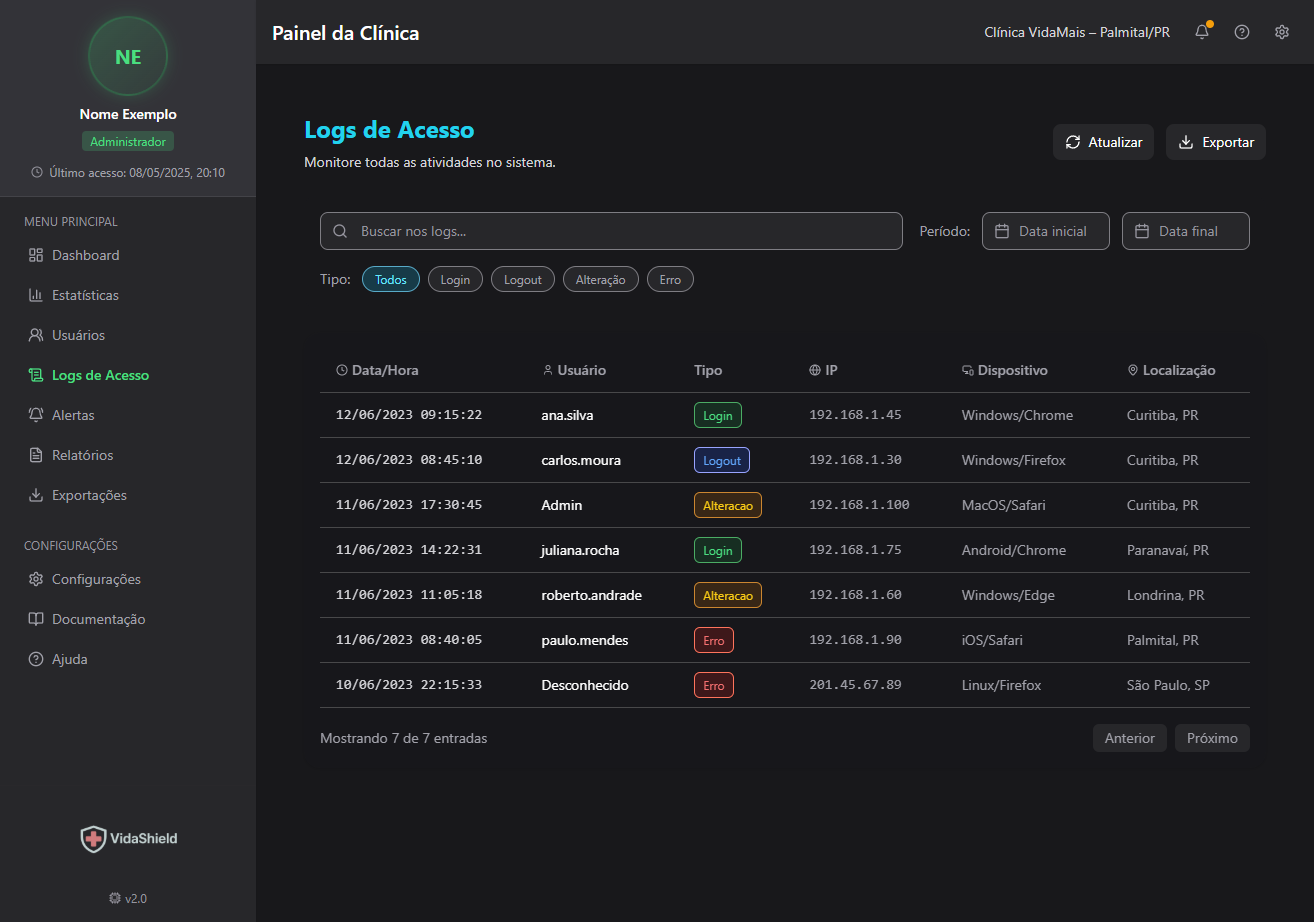 NE
Nome Exemplo
Administrador
Último acesso: 08/05/2025, 20:10
MENU PRINCIPAL
Dashboard
Estatísticas
Usuários
Logs de Acesso
Alertas
Relatórios
Exportações
CONFIGURAÇÕES
Configurações
Documentação
Ajuda
VidaShield
v2.0
Painel da Clínica
Clínica VidaMais – Palmital/PR
Logs de Acesso
Monitore todas as atividades no sistema.
Atualizar
Exportar
Buscar nos logs...
Período:
Data inicial
Data final
Tipo: Todos Login Logout Alteração Erro
Data/Hora Usuário Tipo IP Dispositivo Localização
12/06/2023 09:15:22 ana.silva Login 192.168.1.45 Windows/Chrome Curitiba, PR
12/06/2023 08:45:10 carlos.moura Logout 192.168.1.30 Windows/Firefox Curitiba, PR
11/06/2023 17:30:45 Admin Alteracao 192.168.1.100 MacOS/Safari Curitiba, PR
11/06/2023 14:22:31 juliana.rocha Login 192.168.1.75 Android/Chrome Paranavaí, PR
11/06/2023 11:05:18 roberto.andrade Alteracao 192.168.1.60 Windows/Edge Londrina, PR
11/06/2023 08:40:05 paulo.mendes Erro 192.168.1.90 iOS/Safari Palmital, PR
10/06/2023 22:15:33 Desconhecido Erro 201.45.67.89 Linux/Firefox São Paulo, SP
Mostrando 7 de 7 entradas
Anterior
Próximo